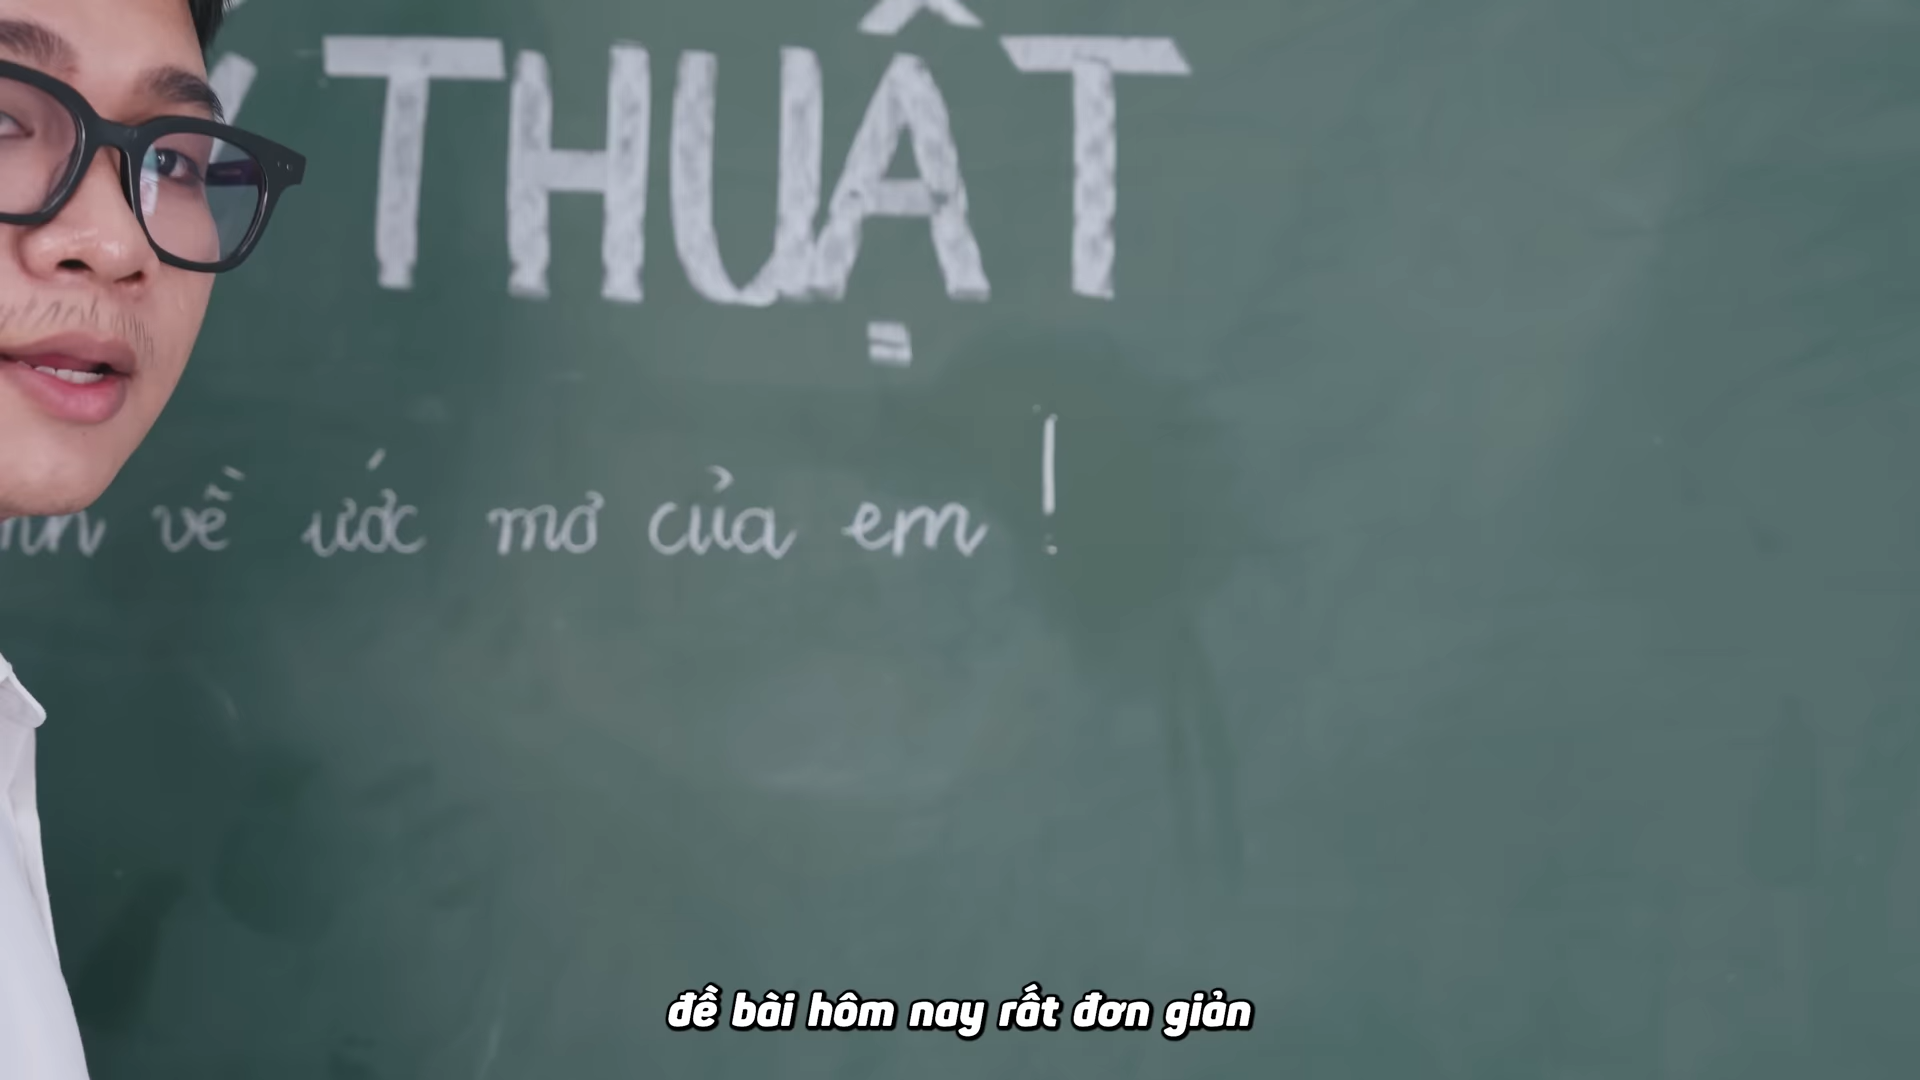 THUẬT
về ước mơ của em !
đề bài hôm nay rất đơn giản